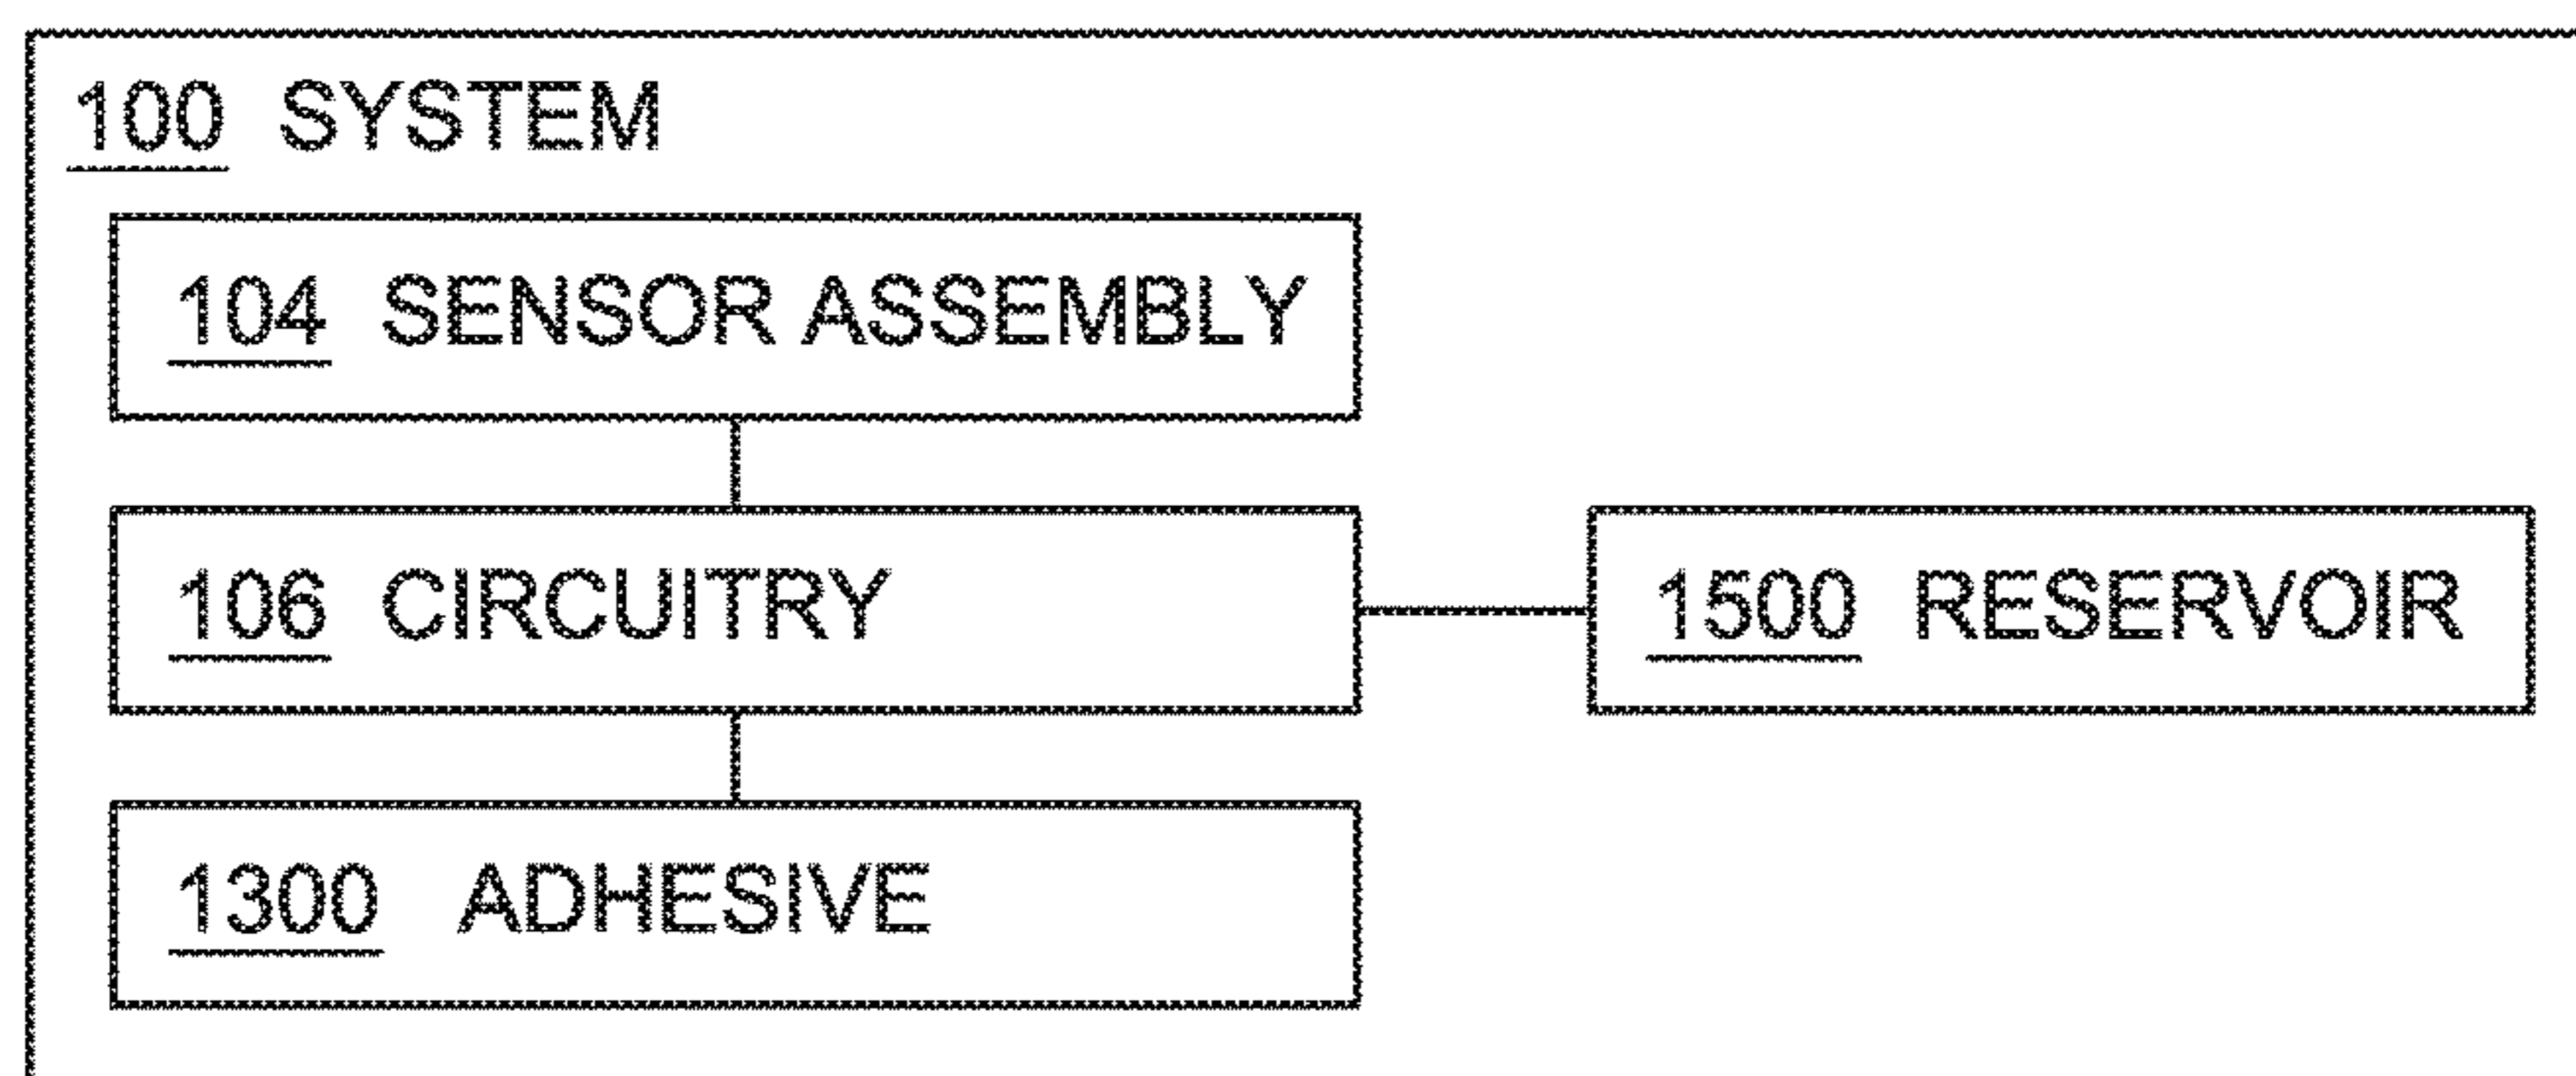 100 SYSTEM
104 SENSOR ASSEMBLY
106 CIRCUITRY
1500 RESERVOIR
1300 ADHESIVE